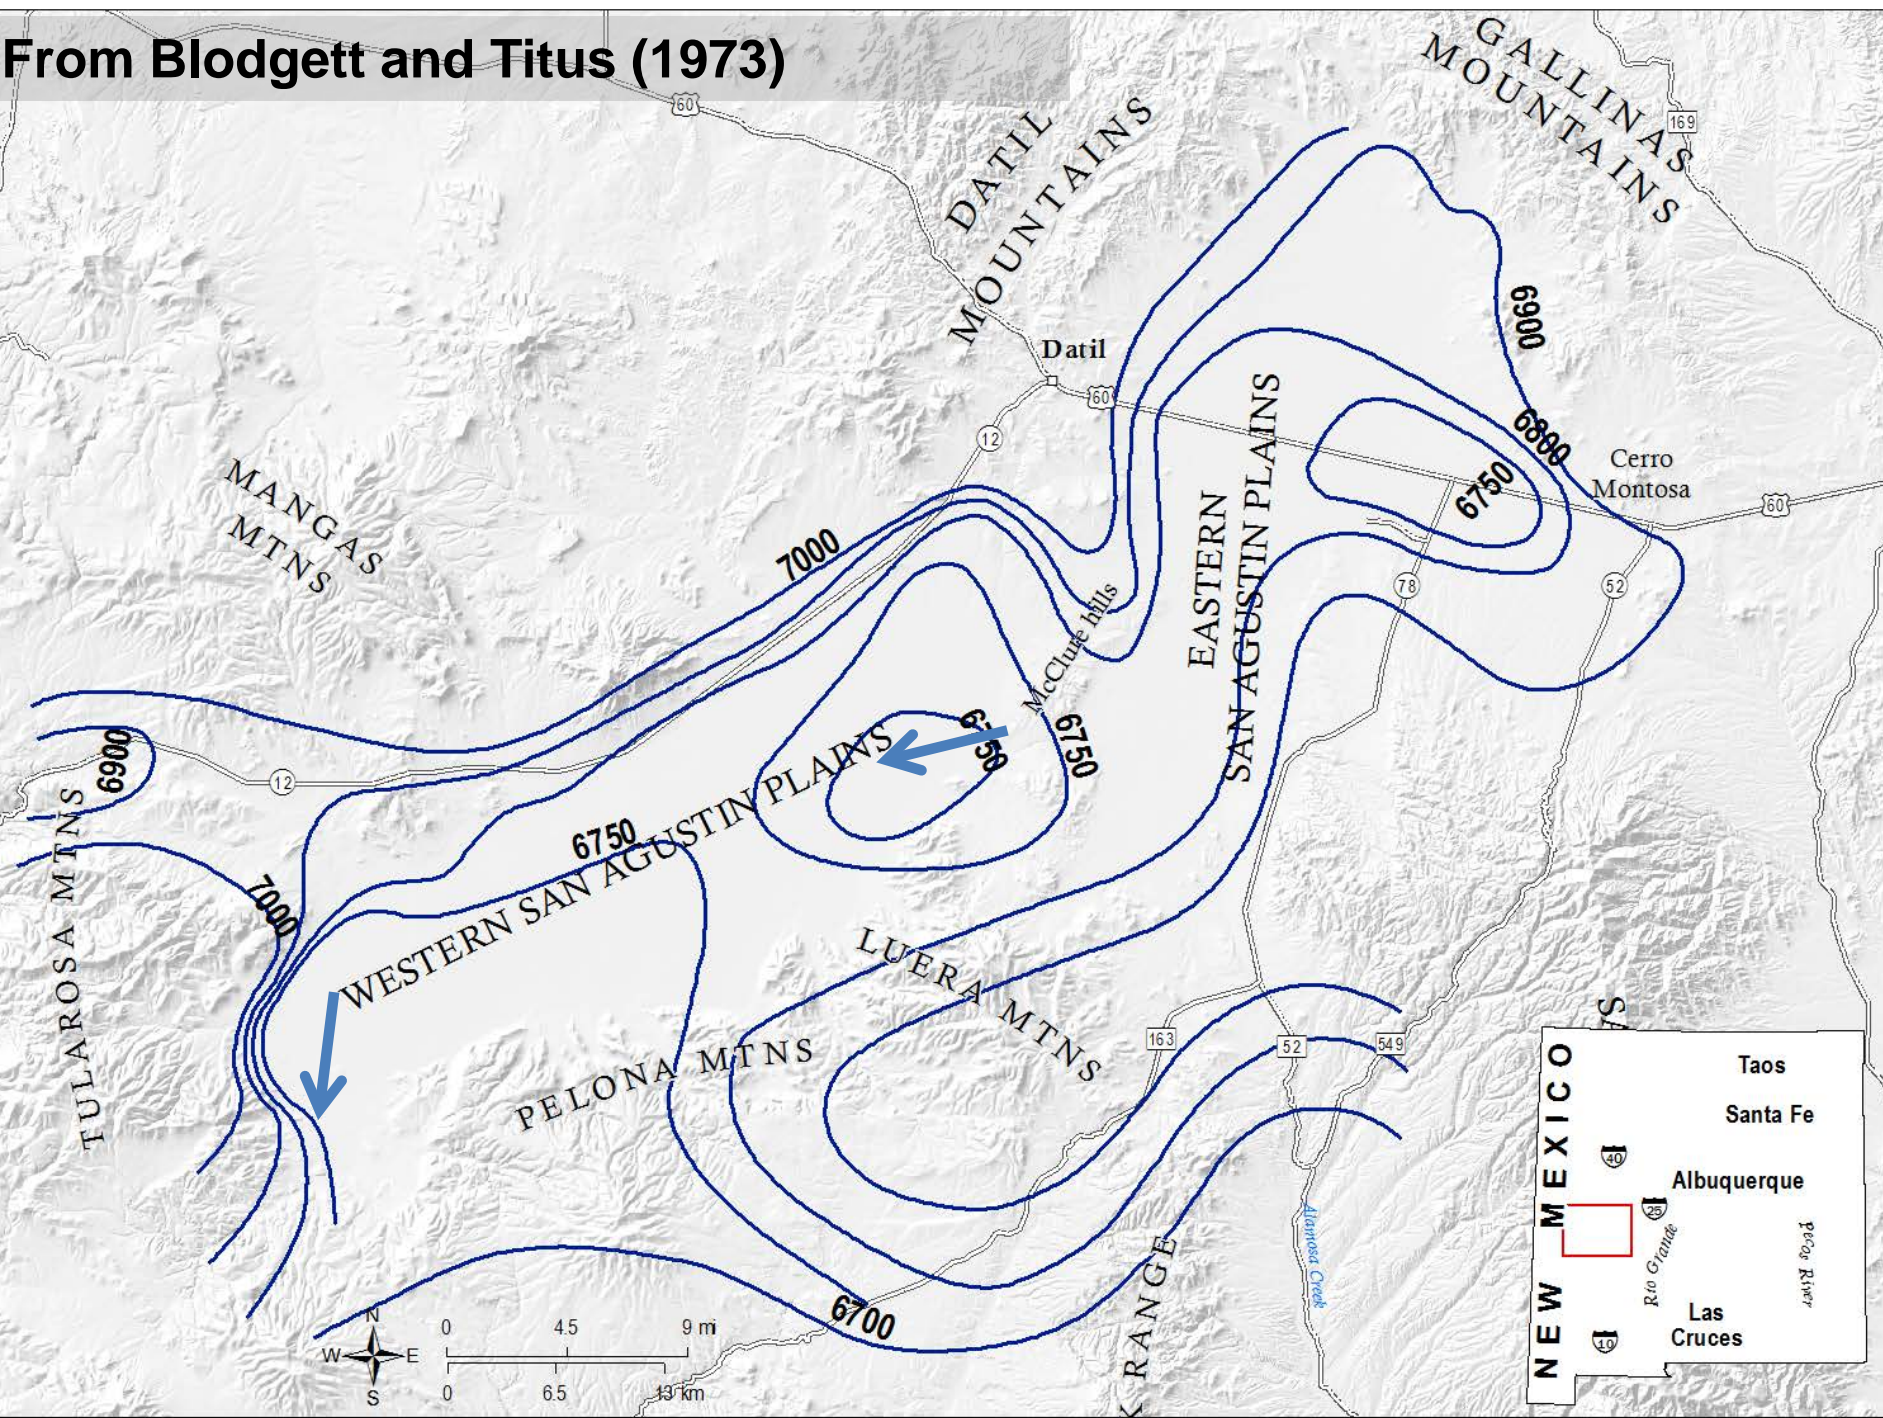 From Blodgett and Titus (1973)
GALLINAS
MOUNTAINS
169
60
DATIL
MOUNTAINS
6900
Datil
60
12
6800
Cerro
Montosa
6750
60
MANGAS
MTNS
7000
EASTERN
SAN AGUSTIN PLAINS
78
52
McClure hills
6750
6900
12
6750
WESTERN SAN AGUSTIN PLAINS
TULAROSA MTNS
7000
LUERA MTNS
PELONA MTNS
163
52
549
Alamosa Creek
RANGE
6700
N
W
E
S
0
4.5
9 mi
0
6.5
13 km
NEW MEXICO
Taos
Santa Fe
40
Albuquerque
25
Rio Grande
Pecos River
Las
Cruces
10